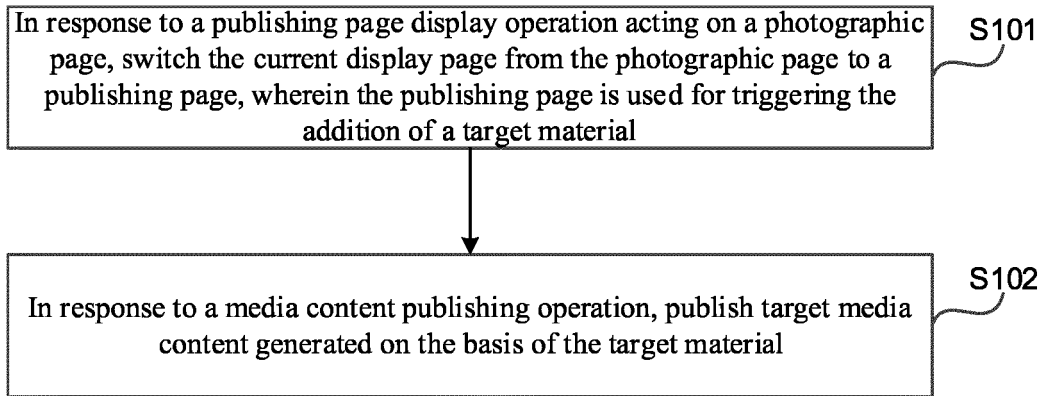 In response to a publishing page display operation acting on a photographic
page, switch the current display page from the photographic page to a
publishing page, wherein the publishing page is used for triggering the
addition of a target material
S101
In response to a media content publishing operation, publish target media
content generated on the basis of the target material
S102